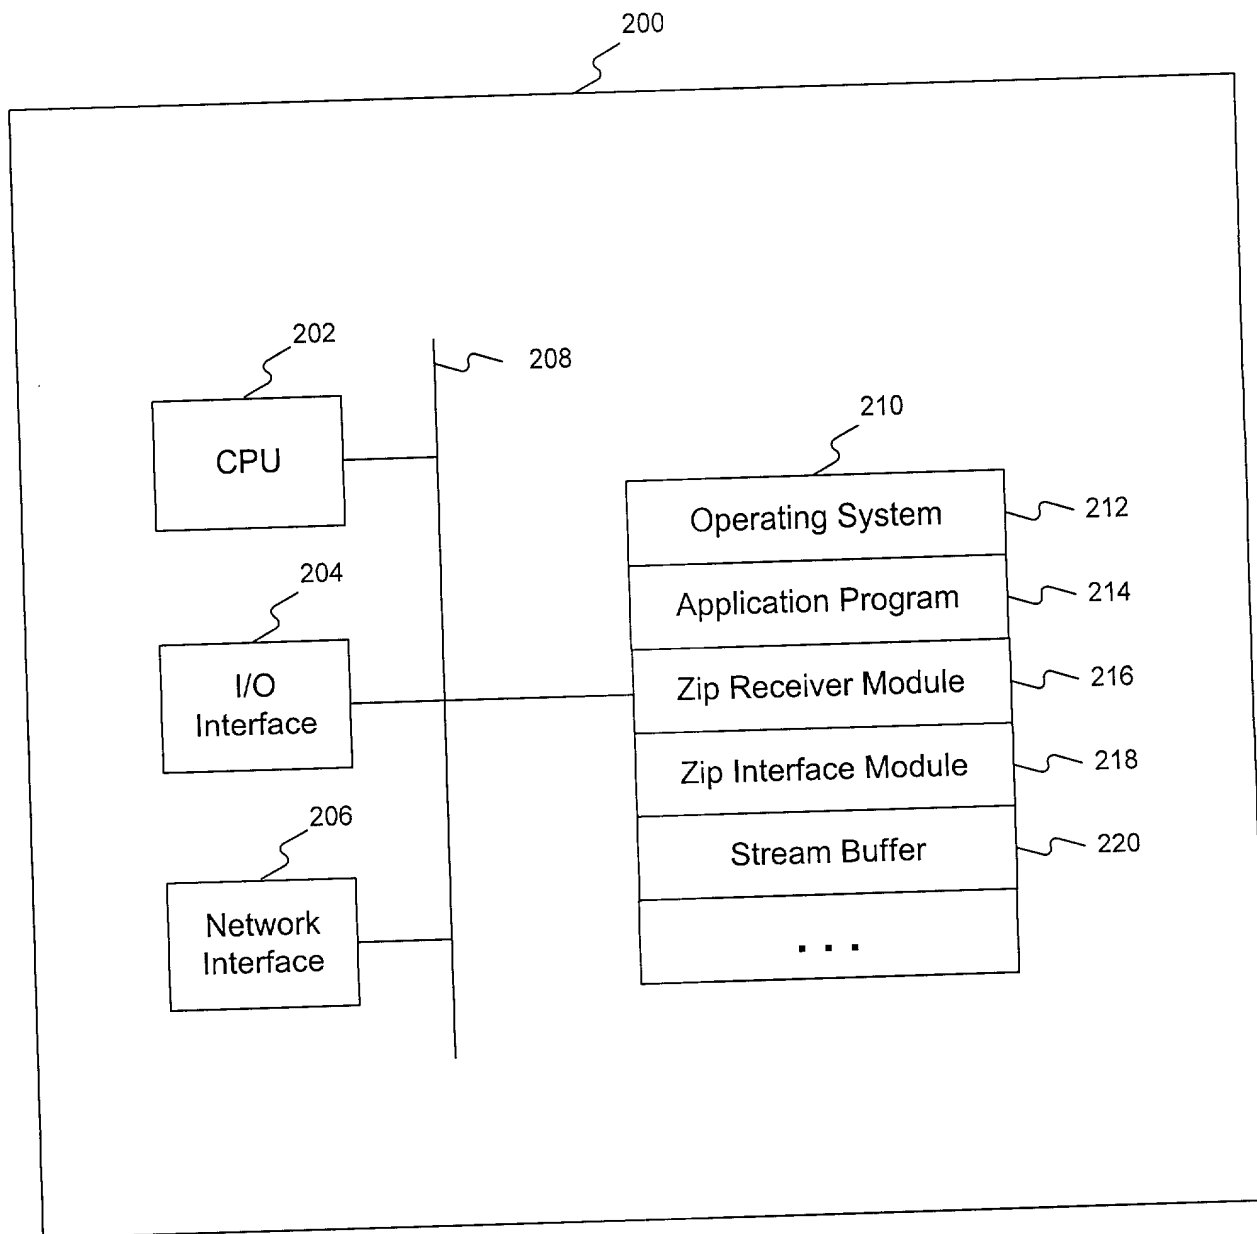 200
202
208
CPU
210
Operating System
212
204
Application Program
214
I/O
Interface
Zip Receiver Module
216
Zip Interface Module
218
206
Stream Buffer
220
Network
Interface
...